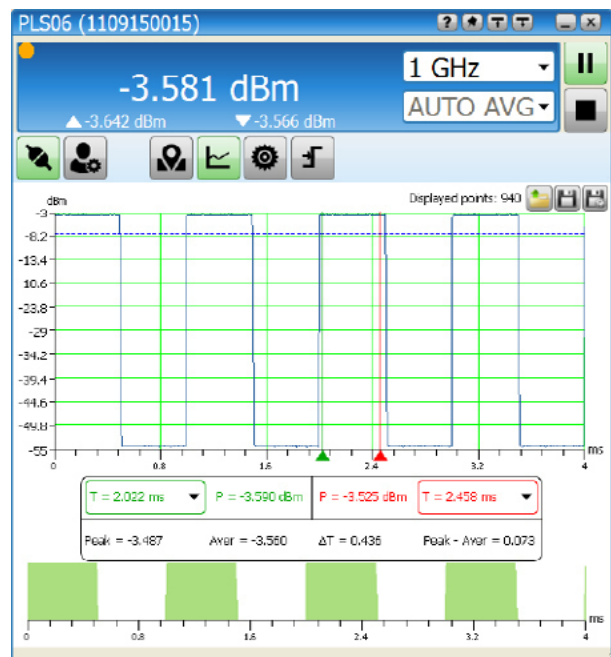 PLS06 (1109150015)
-3.581 dBm
-3.642 dBm -3.566 dBm
1 GHz
AUTO AVG
dBm
Displayed points: 940
-3
-8.2
-13.4
10.6
-23.8
-29
-34.2
-39.4
-44.6
-49.8
-55
0 0.8 1.6 2.4 3.2 4
ms
T = 2.022 ms P = -3.590 dBm P = -3.525 dBm T = 2.458 ms
Peak = -3.487 Aver = -3.560 ΔT = 0.436 Peak - Aver = 0.073
ms
0 0.8 1.6 2.4 3.2 4